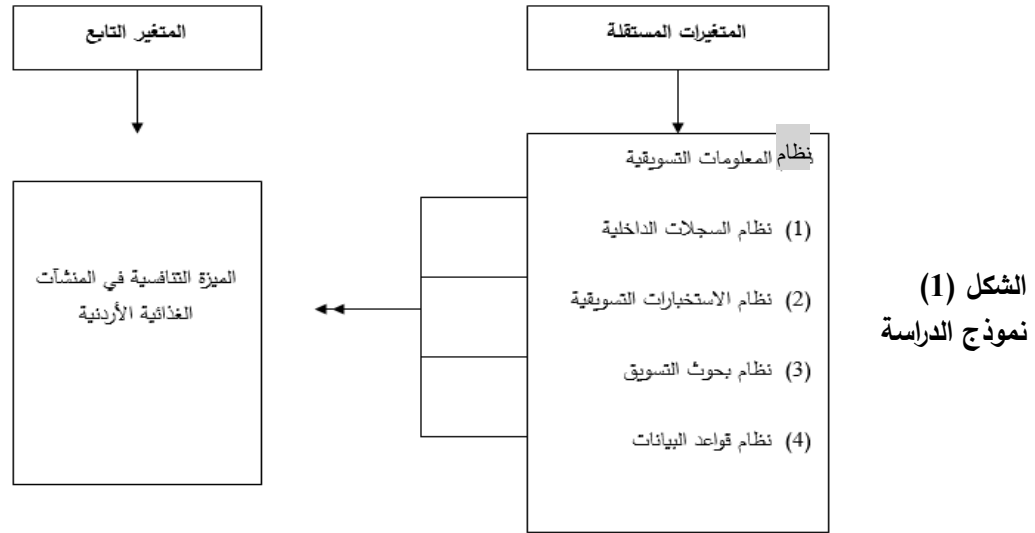 المتغيرات المستقلة
المتغير التابع
نظام المعلومات التسويقية
(1) نظام السجلات الداخلية
(2) نظام الاستخبارات التسويقية
(3) نظام بحوث التسويق
(4) نظام قواعد البيانات
الميزة التنافسية في المنشآت
الغذائية الأردنية
الشكل (1)
نموذج الدراسة